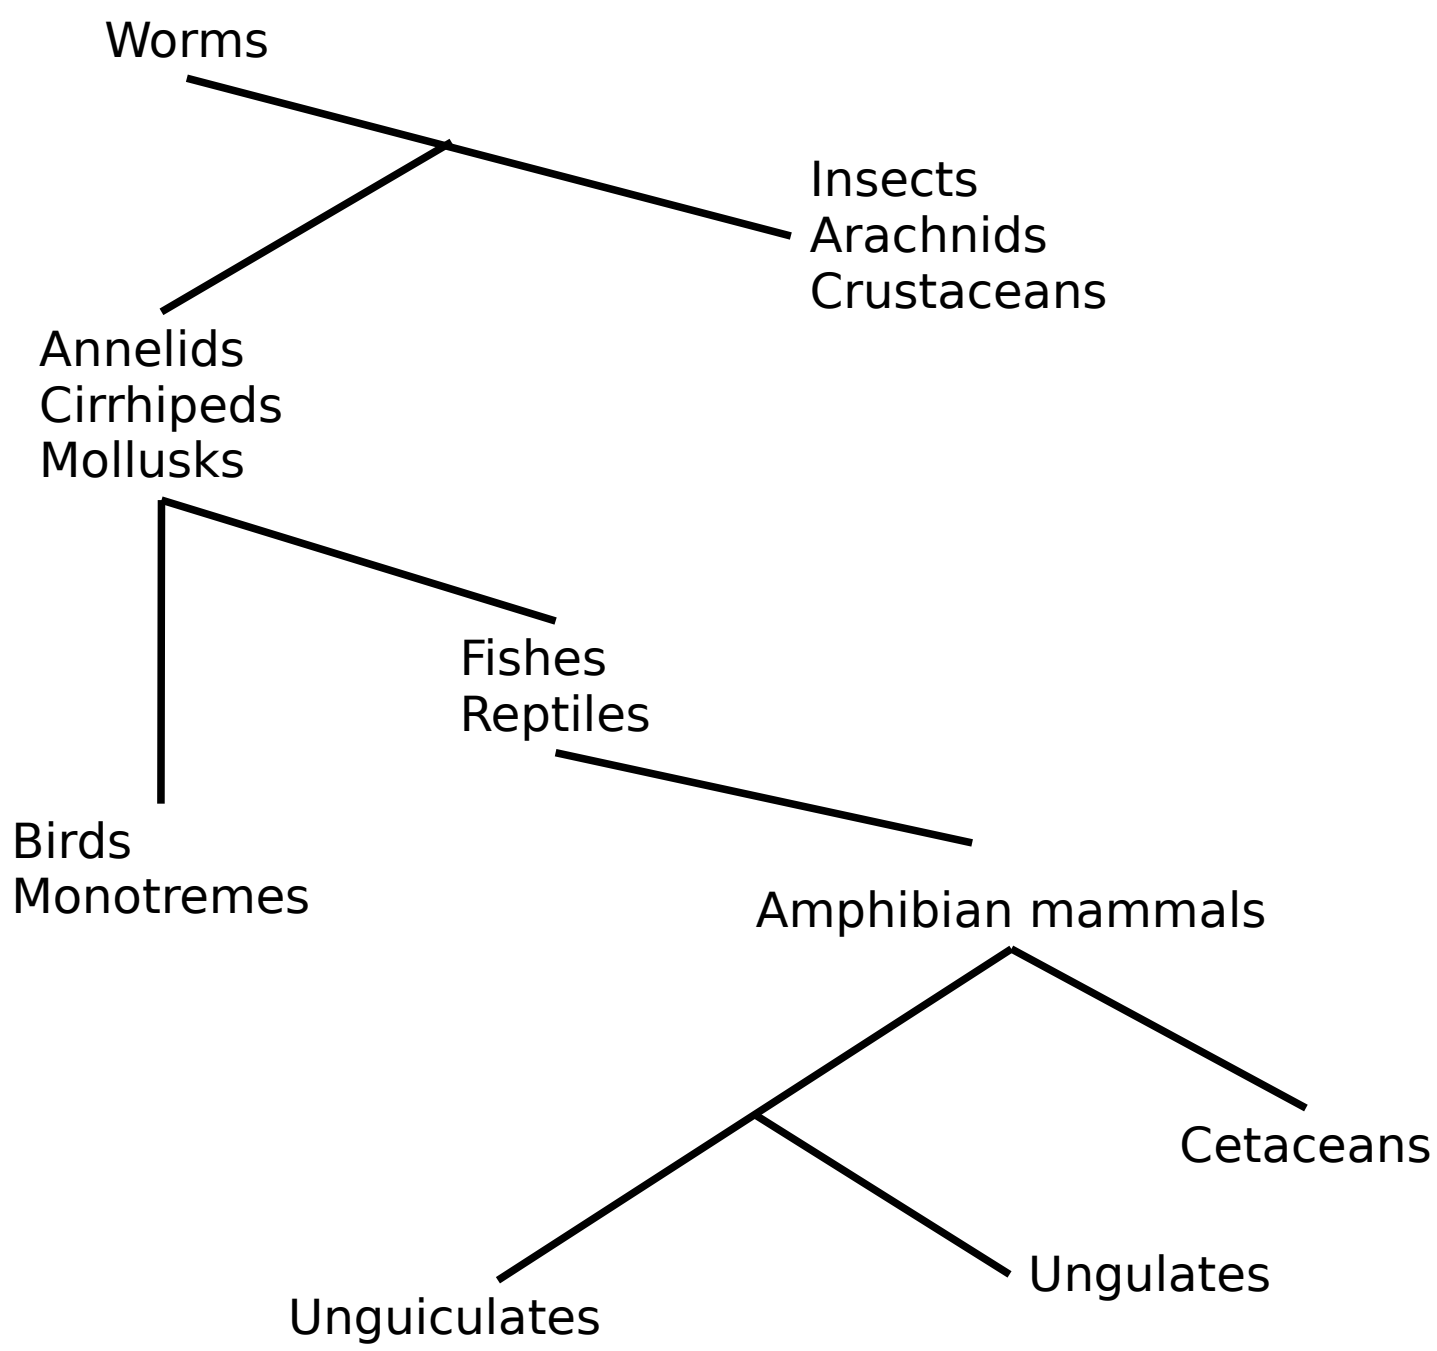 Worms
Insects
Arachnids
Crustaceans
Annelids
Cirrhipeds
Mollusks
Fishes
Reptiles
Birds
Monotremes
Amphibian mammals
Cetaceans
Ungulates
Unguiculates